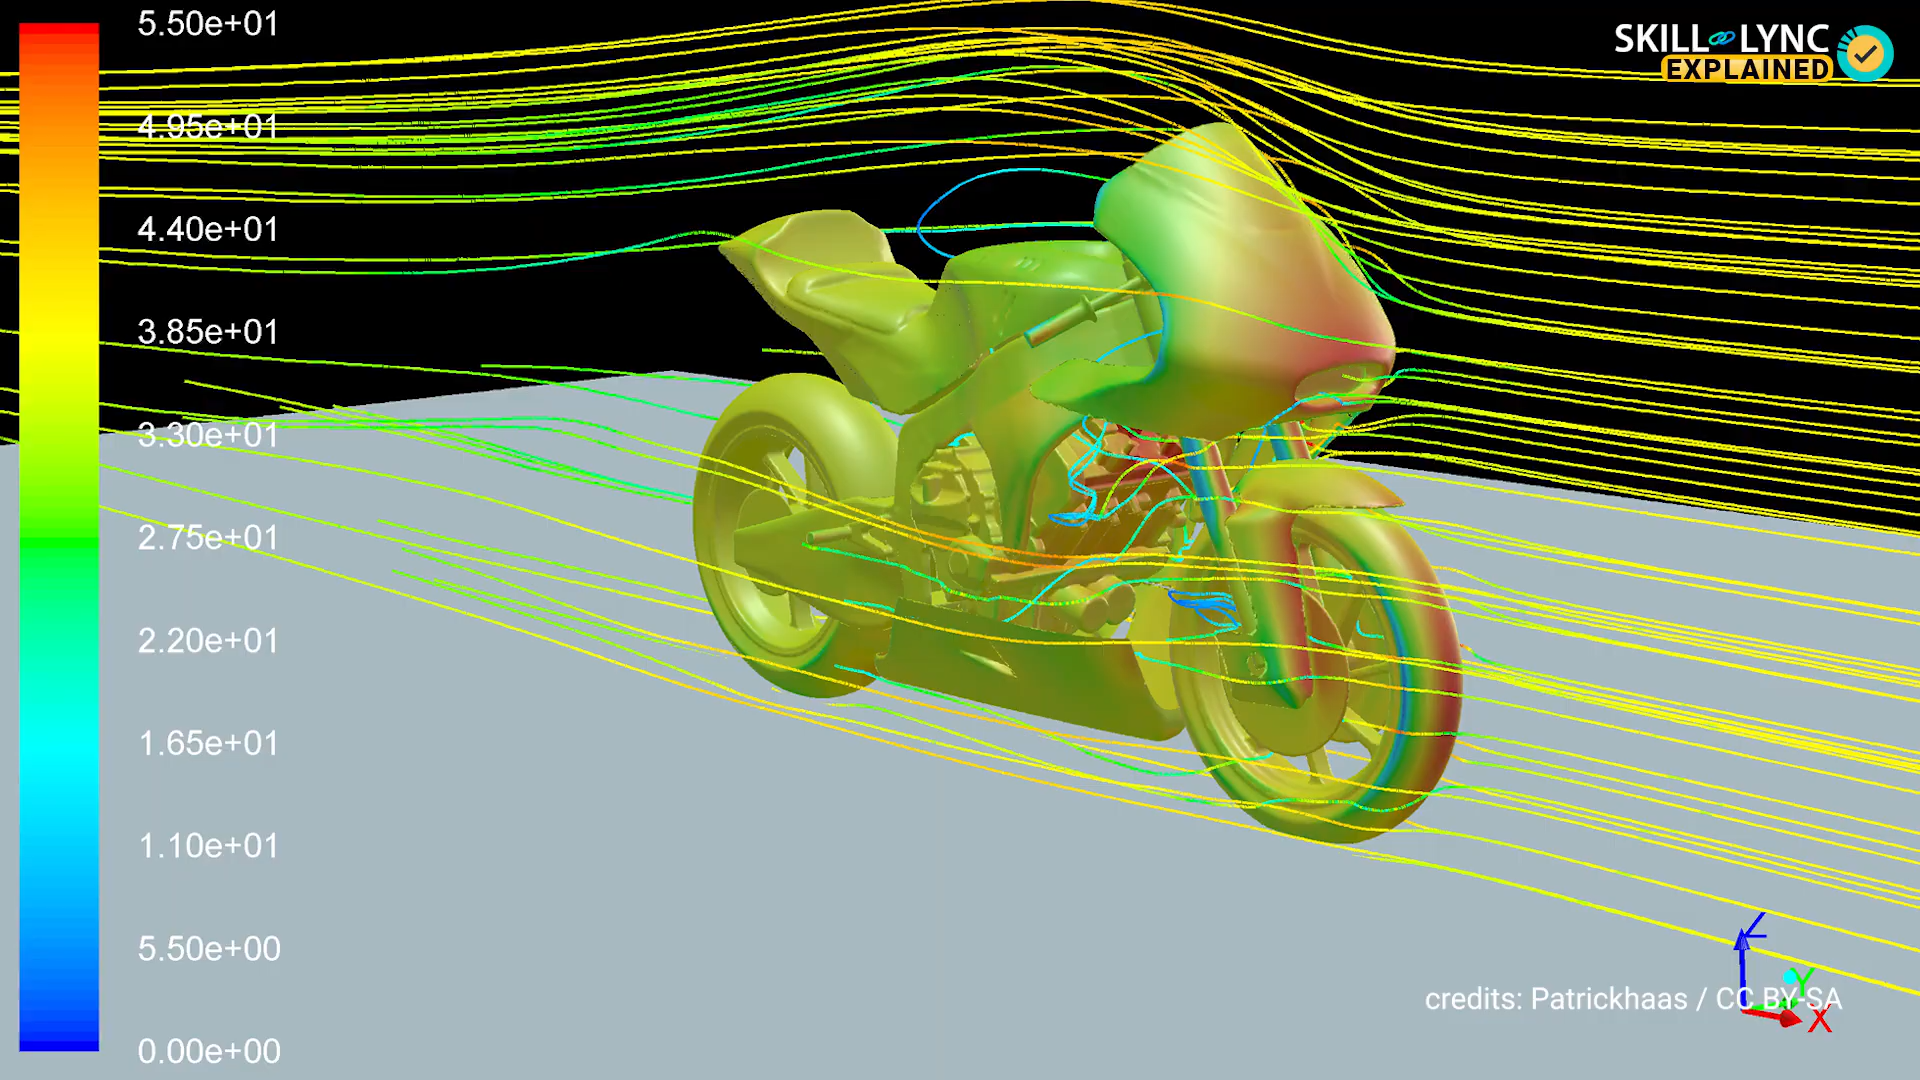 5.50e+01
4.95e+01
4.40e+01
3.85e+01
3.30e+01
2.75e+01
2.20e+01
1.65e+01
1.10e+01
5.50e+00
0.00e+00
SKILL LYNC
EXPLAINED
Z
Y
X
credits: Patrickhaas / CC BY-SA